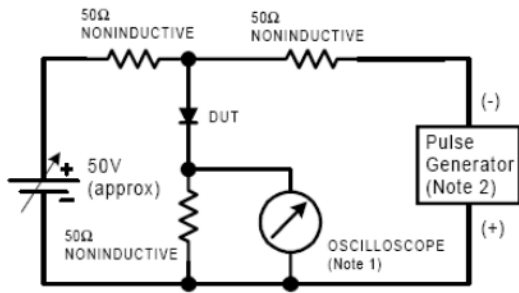 50Ω
NONINDUCTIVE
50Ω
NONINDUCTIVE
DUT
+
50V
(approx)
−
50Ω
NONINDUCTIVE
OSCILLOSCOPE
(Note 1)
(-)
Pulse
Generator
(Note 2)
(+)